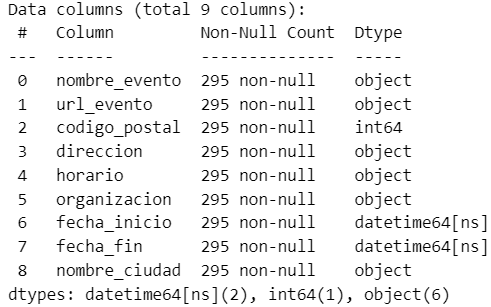 Data columns (total 9 columns):
 #   Column         Non-Null Count  Dtype
---  ------         --------------  -----
 0   nombre_evento  295 non-null    object
 1   url_evento     295 non-null    object
 2   codigo_postal  295 non-null    int64
 3   direccion      295 non-null    object
 4   horario        295 non-null    object
 5   organizacion   295 non-null    object
 6   fecha_inicio   295 non-null    datetime64[ns]
 7   fecha_fin      295 non-null    datetime64[ns]
 8   nombre_ciudad  295 non-null    object
dtypes: datetime64[ns](2), int64(1), object(6)